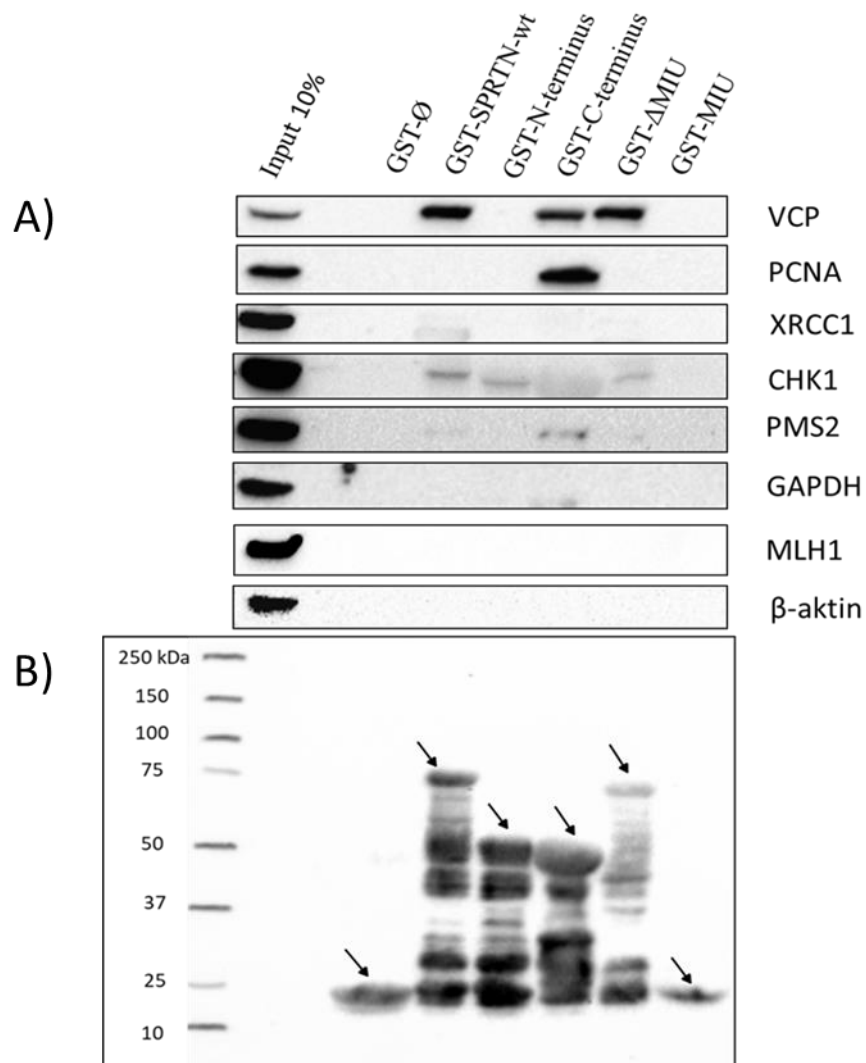 Input 10%
GST-Ø
GST-SPRTN-wt
GST-N-terminus
GST-C-terminus
GST-ΔMIU
GST-MIU
A)
VCP
PCNA
XRCC1
CHK1
PMS2
GAPDH
MLH1
β-aktin
B)
250 kDa
150
100
75
50
37
25
10